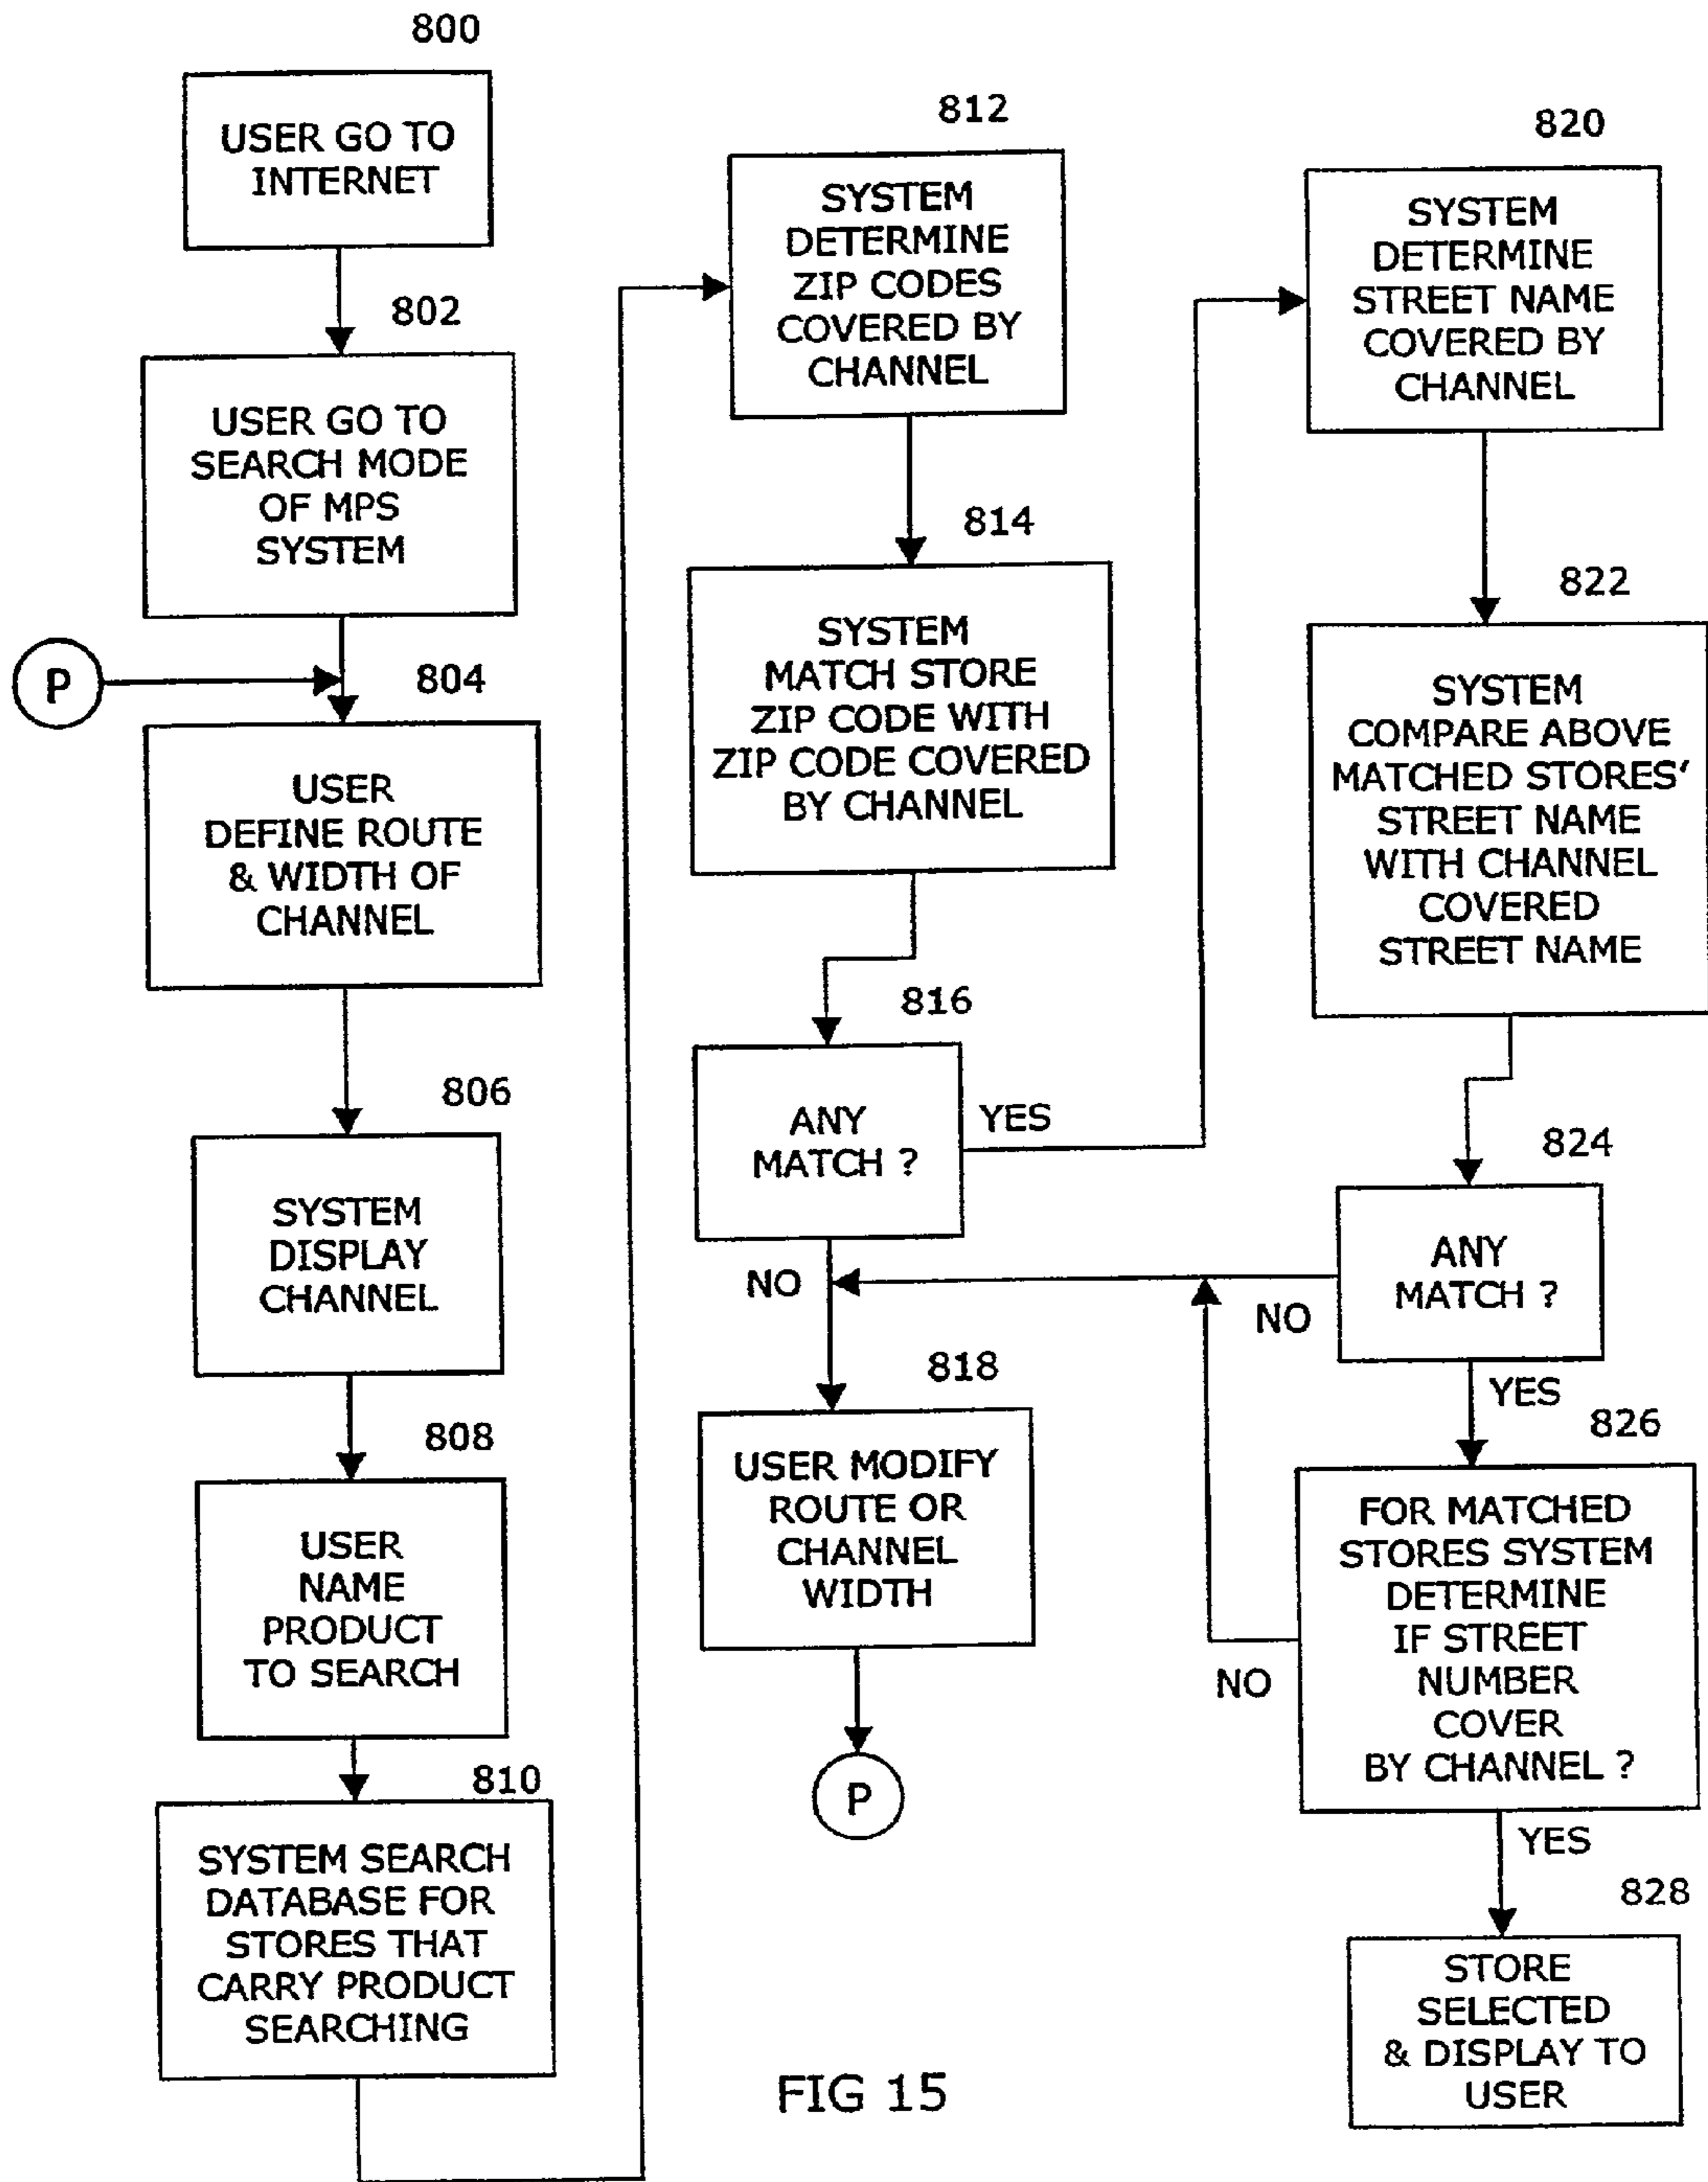 800
USER GO TO
INTERNET
802
USER GO TO
SEARCH MODE
OF MPS
SYSTEM
P
804
USER
DEFINE ROUTE
& WIDTH OF
CHANNEL
806
SYSTEM
DISPLAY
CHANNEL
808
USER
NAME
PRODUCT
TO SEARCH
810
SYSTEM SEARCH
DATABASE FOR
STORES THAT
CARRY PRODUCT
SEARCHING
812
SYSTEM
DETERMINE
ZIP CODES
COVERED BY
CHANNEL
814
SYSTEM
MATCH STORE
ZIP CODE WITH
ZIP CODE COVERED
BY CHANNEL
816
ANY
MATCH ?
YES
NO
818
USER MODIFY
ROUTE OR
CHANNEL
WIDTH
P
820
SYSTEM
DETERMINE
STREET NAME
COVERED BY
CHANNEL
822
SYSTEM
COMPARE ABOVE
MATCHED STORES'
STREET NAME
WITH CHANNEL
COVERED
STREET NAME
824
ANY
MATCH ?
NO
YES
826
FOR MATCHED
STORES SYSTEM
DETERMINE
IF STREET
NUMBER
COVER
BY CHANNEL ?
NO
YES
828
STORE
SELECTED
& DISPLAY TO
USER
FIG 15